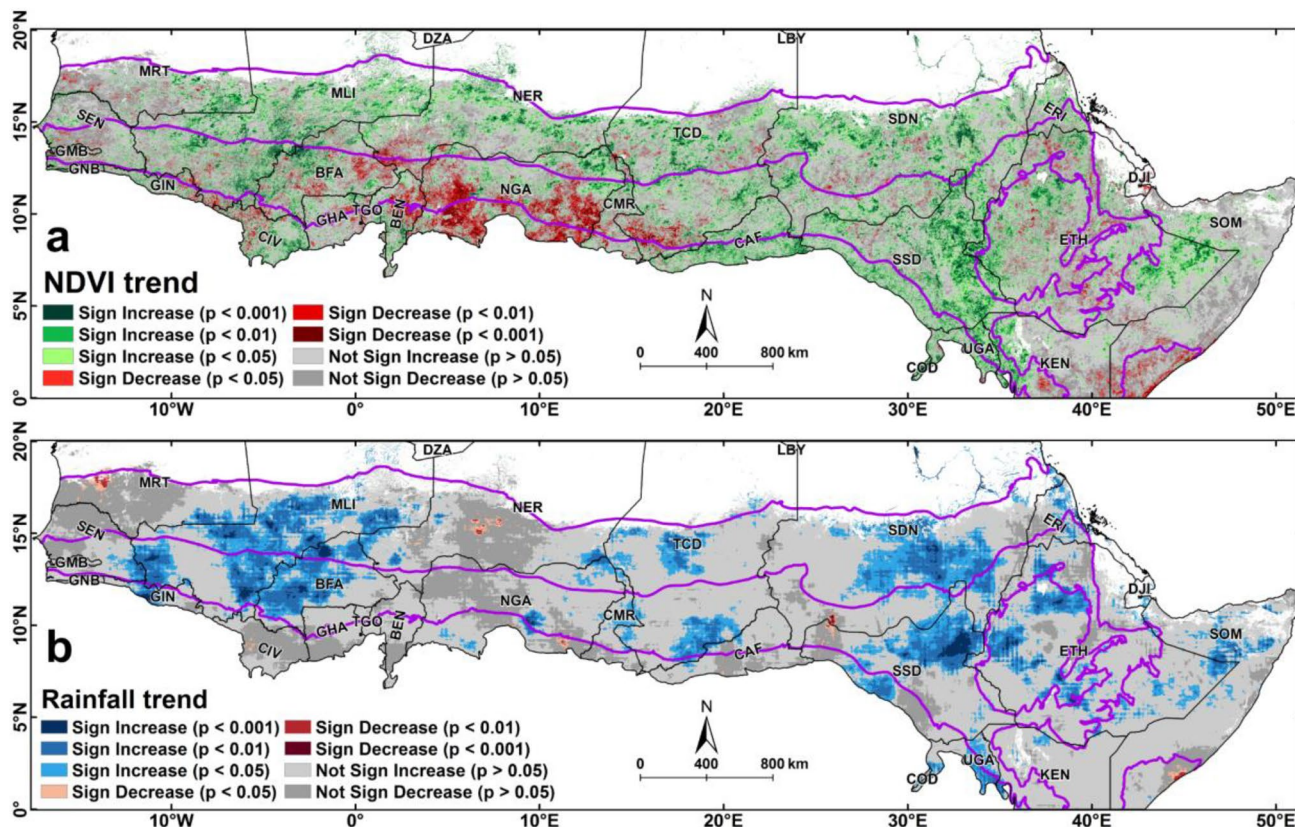 20°N
15°N
10°N
5°N
0°
DZA
LBY
MRT
MLI
NER
TCD
SDN
ERI
SEN
GMB
GNB
GIN
BFA
NGA
CMR
DJI
SOM
CIV
GHA
TGO
BEN
CAF
SSD
ETH
UGA
KEN
COD
a
NDVI trend
Sign Increase (p < 0.001)
Sign Decrease (p < 0.01)
Sign Increase (p < 0.01)
Sign Decrease (p < 0.001)
Sign Increase (p < 0.05)
Not Sign Increase (p > 0.05)
Sign Decrease (p < 0.05)
Not Sign Decrease (p > 0.05)
N
0 400 800 km
10°W 0° 10°E 20°E 30°E 40°E 50°E
20°N
15°N
10°N
5°N
0°
DZA
LBY
MRT
MLI
NER
TCD
SDN
ERI
SEN
GMB
GNB
GIN
BFA
NGA
CMR
DJI
SOM
CIV
GHA
TGO
BEN
CAF
SSD
ETH
UGA
KEN
COD
b
Rainfall trend
Sign Increase (p < 0.001)
Sign Decrease (p < 0.01)
Sign Increase (p < 0.01)
Sign Decrease (p < 0.001)
Sign Increase (p < 0.05)
Not Sign Increase (p > 0.05)
Sign Decrease (p < 0.05)
Not Sign Decrease (p > 0.05)
N
0 400 800 km
10°W 0° 10°E 20°E 30°E 40°E 50°E